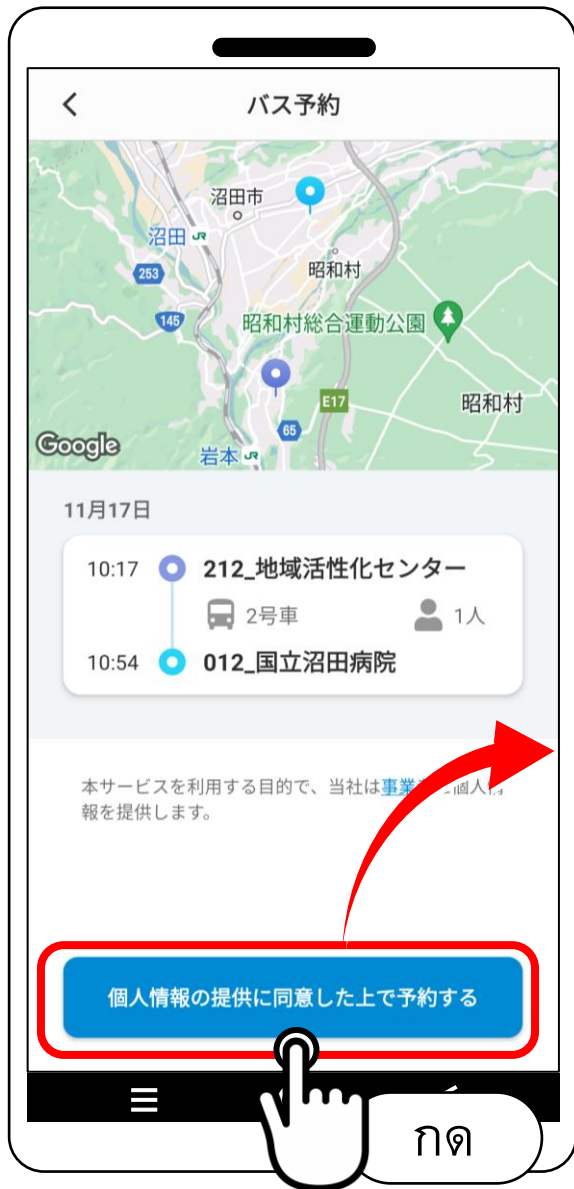 バス予約
沼田市
沼田 JR
253
昭和村
145
昭和村総合運動公園
E17
昭和村
65
Google
岩本 JR
11月17日
10:17 212_地域活性化センター
2号車 1人
10:54 012_国立沼田病院
本サービスを利用する目的で、当社は事業 個人
報を提供します。
個人情報の提供に同意した上で予約する
กด